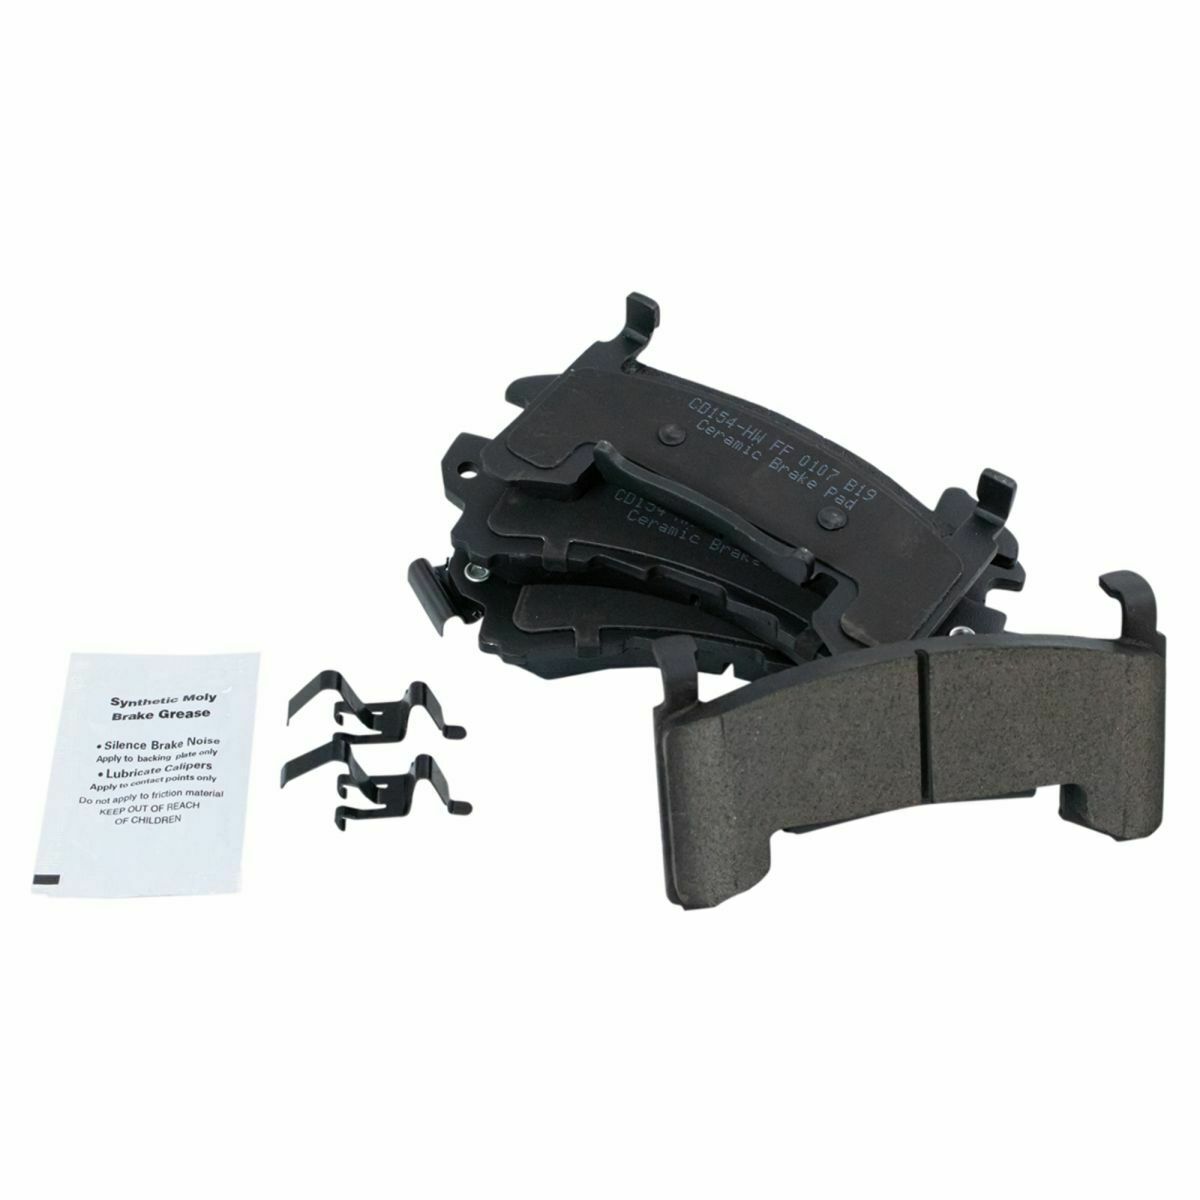 CD154-HW FF 0107 B19
Ceramic Brake Pad
CD154
Ceramic Brake
Synthetic Moly
Brake Grease
• Silence Brake Noise
Apply to backing plate only
• Lubricate Calipers
Apply to contact points only
Do not apply to friction material
KEEP OUT OF REACH
OF CHILDREN